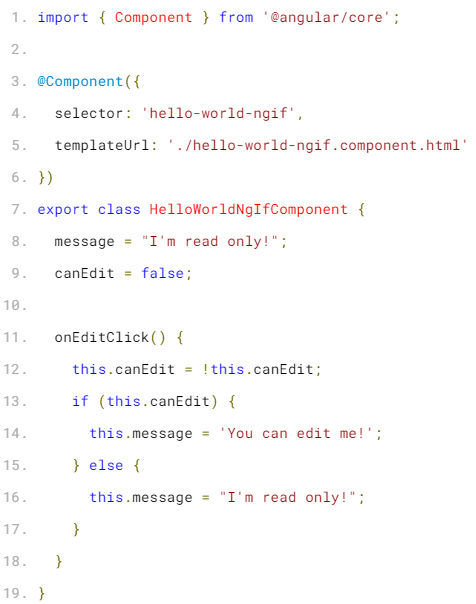 1. import { Component } from '@angular/core';
2.
3. @Component({
4.   selector: 'hello-world-ngif',
5.   templateUrl: './hello-world-ngif.component.html'
6. })
7. export class HelloWorldNgIfComponent {
8.   message = "I'm read only!";
9.   canEdit = false;
10.
11.   onEditClick() {
12.     this.canEdit = !this.canEdit;
13.     if (this.canEdit) {
14.       this.message = 'You can edit me!';
15.     } else {
16.       this.message = "I'm read only!";
17.     }
18.   }
19. }